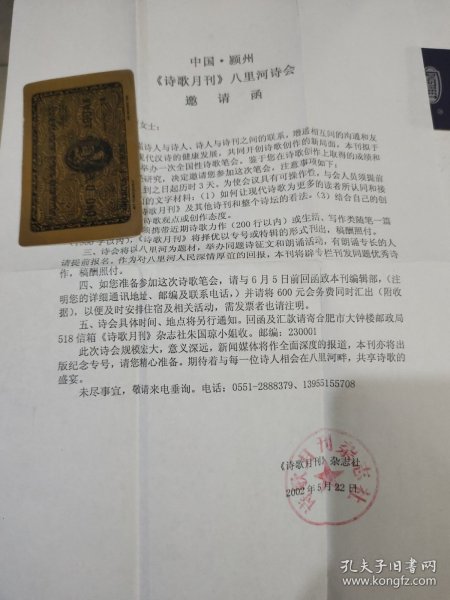 中国·颍州
《诗歌月刊》八里河诗会
邀请函
女士：
诗人与诗人、诗人与诗刊之间的联系，增进相互间的沟通和友
现代汉诗的健康发展，共同开创诗歌创作的新局面，本刊拟于
举办一次全国性诗歌笔会。鉴于您在诗歌创作上取得的成绩和
研究，决定邀请您参加这次笔会。注意事项如下：
到之日起历时3天。为使会议具有可操作性，与会人员须提前
的文字材料：（1）如何让现代诗歌为更多的读者所认同和接
诗歌月刊》及其他诗刊和整个诗坛的看法。（3）结合自己的创
诗歌观点或创作态度。
须携带近期诗歌力作（200行以内）或生活、写作类随笔一篇
字以内），《诗歌月刊》将择优以专号或特辑的形式刊出，稿酬照付。
三、诗会将以八里河为题材，举办同题诗征文和朗诵活动，有朗诵专长的人
请提前报名。作为对八里河人民深情厚谊的回报，本刊将辟专栏刊发同题优秀诗
作，稿酬照付。
四、如您准备参加这次诗歌笔会，请与6月5日前回函本刊编辑部，（注
明您的详细通讯地址、邮编及联系电话，）并请将600元会务费同时汇出（附收
据），以便及时安排住宿及相关活动，需发票者也请注明。
五、诗会具体时间、地点将另行通知。回函及汇款请寄合肥市大钟楼邮政局
518信箱《诗歌月刊》杂志社朱国琼小姐收。邮编：230001
此次诗会规模宏大，意义深远，新闻媒体将作全面深度的报道，本刊亦将出
版纪念专号，请您精心准备。期待着与每一位诗人相会在八里河畔，共享诗歌的
盛宴。
未尽事宜，敬请来电垂询。电话：0551-2888379、13955155708
《诗歌月刊》杂志社
2002年5月22日
诗歌月刊杂志社
孔夫子旧书网
www.kongfz.com